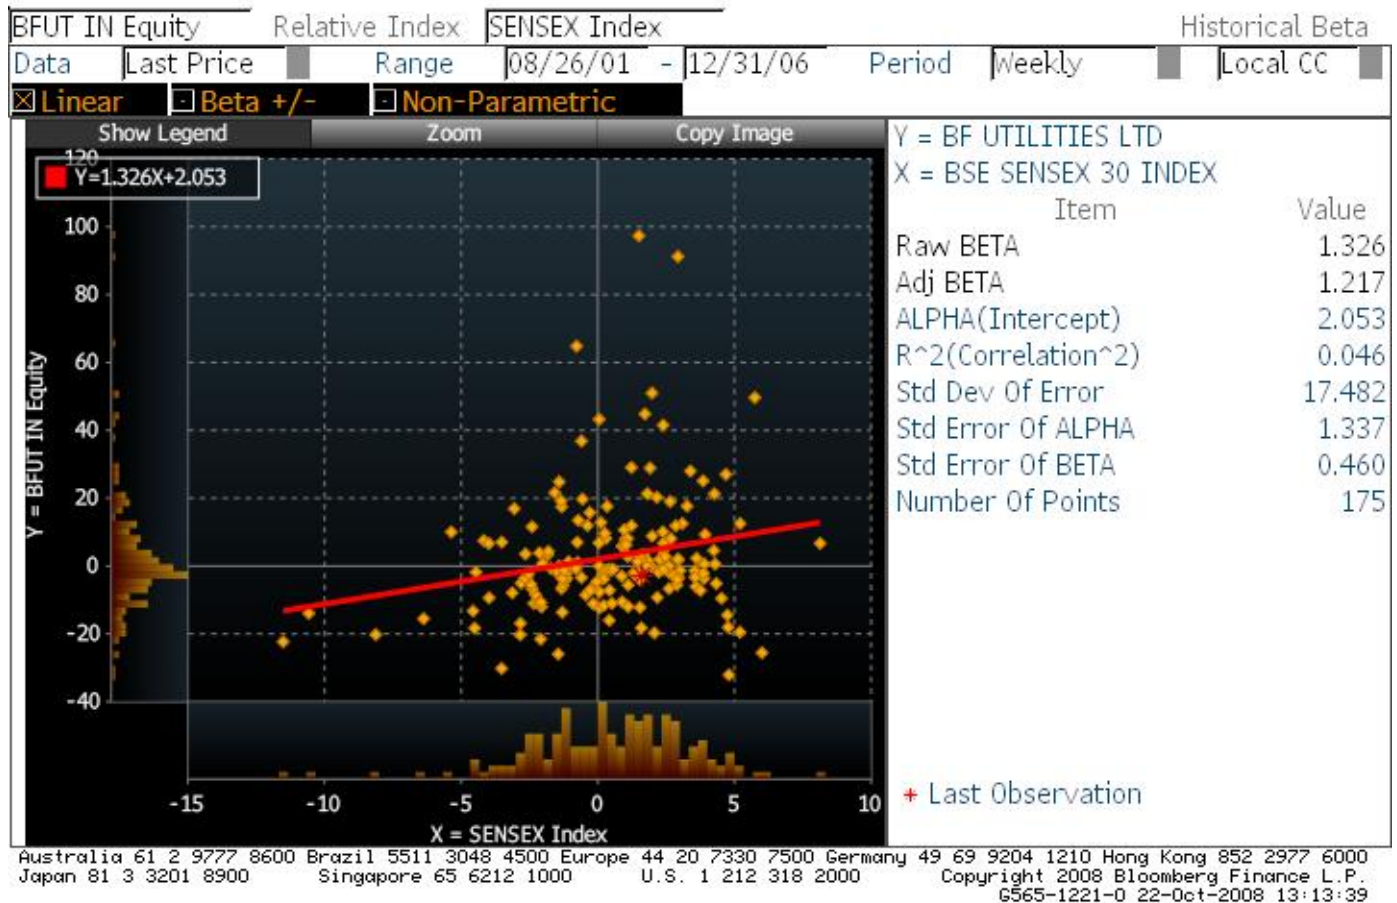 BFUT IN Equity Relative Index SENSEX Index Historical Beta
Data Last Price Range 08/26/01 - 12/31/06 Period Weekly Local CC
Linear Beta +/- Non-Parametric
Show Legend Zoom Copy Image
Y = BF UTILITIES LTD
X = BSE SENSEX 30 INDEX
Item Value
Raw BETA 1.326
Adj BETA 1.217
ALPHA(Intercept) 2.053
R^2(Correlation^2) 0.046
Std Dev Of Error 17.482
Std Error Of ALPHA 1.337
Std Error Of BETA 0.460
Number Of Points 175
+ Last Observation
Y=1.326X+2.053
120
100
80
60
40
20
0
-20
-40
Y = BFUT IN Equity
-15 -10 -5 0 5 10
X = SENSEX Index
Australia 61 2 9777 8600 Brazil 5511 3048 4500 Europe 44 20 7330 7500 Germany 49 69 9204 1210 Hong Kong 852 2977 6000
Japan 81 3 3201 8900 Singapore 65 6212 1000 U.S. 1 212 318 2000 Copyright 2008 Bloomberg Finance L.P.
G565-1221-0 22-Oct-2008 13:13:39